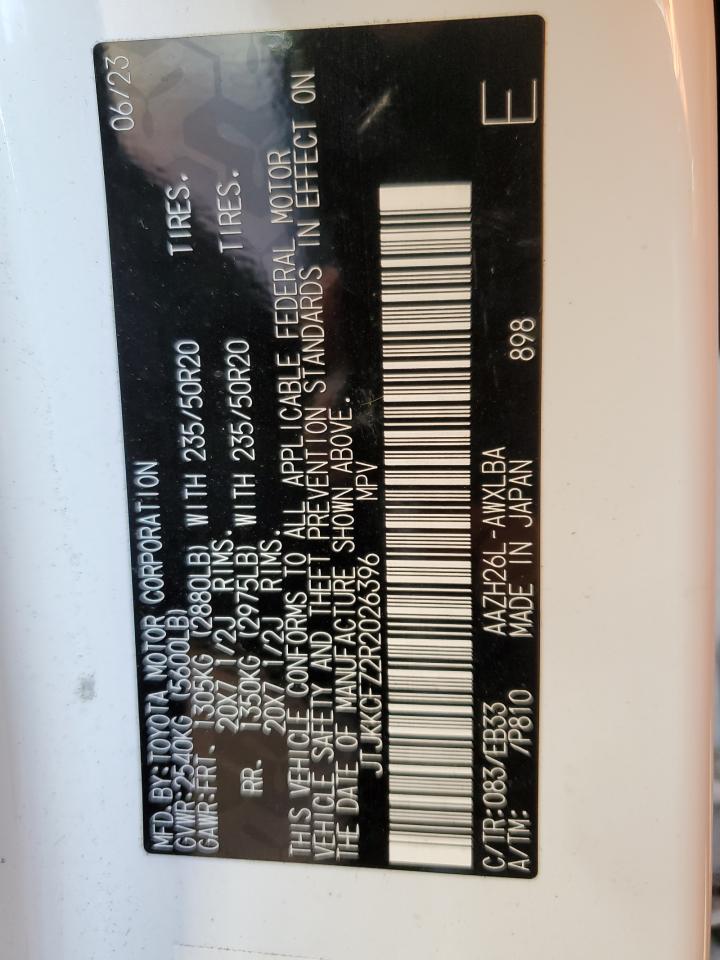 MFD.BY:TOYOTA MOTOR CORPORATION 06/23
GVWR:2540KG (5600LB)
GAWR:FRT. 1305KG (2880LB) WITH 235/50R20 TIRES.
20X7 1/2J RIMS.
RR. 1350KG (2975LB) WITH 235/50R20 TIRES.
20X7 1/2J RIMS.
THIS VEHICLE CONFORMS TO ALL APPLICABLE FEDERAL MOTOR
VEHICLE SAFETY AND THEFT PREVENTION STANDARDS IN EFFECT ON
THE DATE OF MANUFACTURE SHOWN ABOVE.
JTJKKCFZ2R2026396 MPV
C/TR:083/EB33 AAZH26L-AWXLBA E
A/TM: /P810 MADE IN JAPAN 898